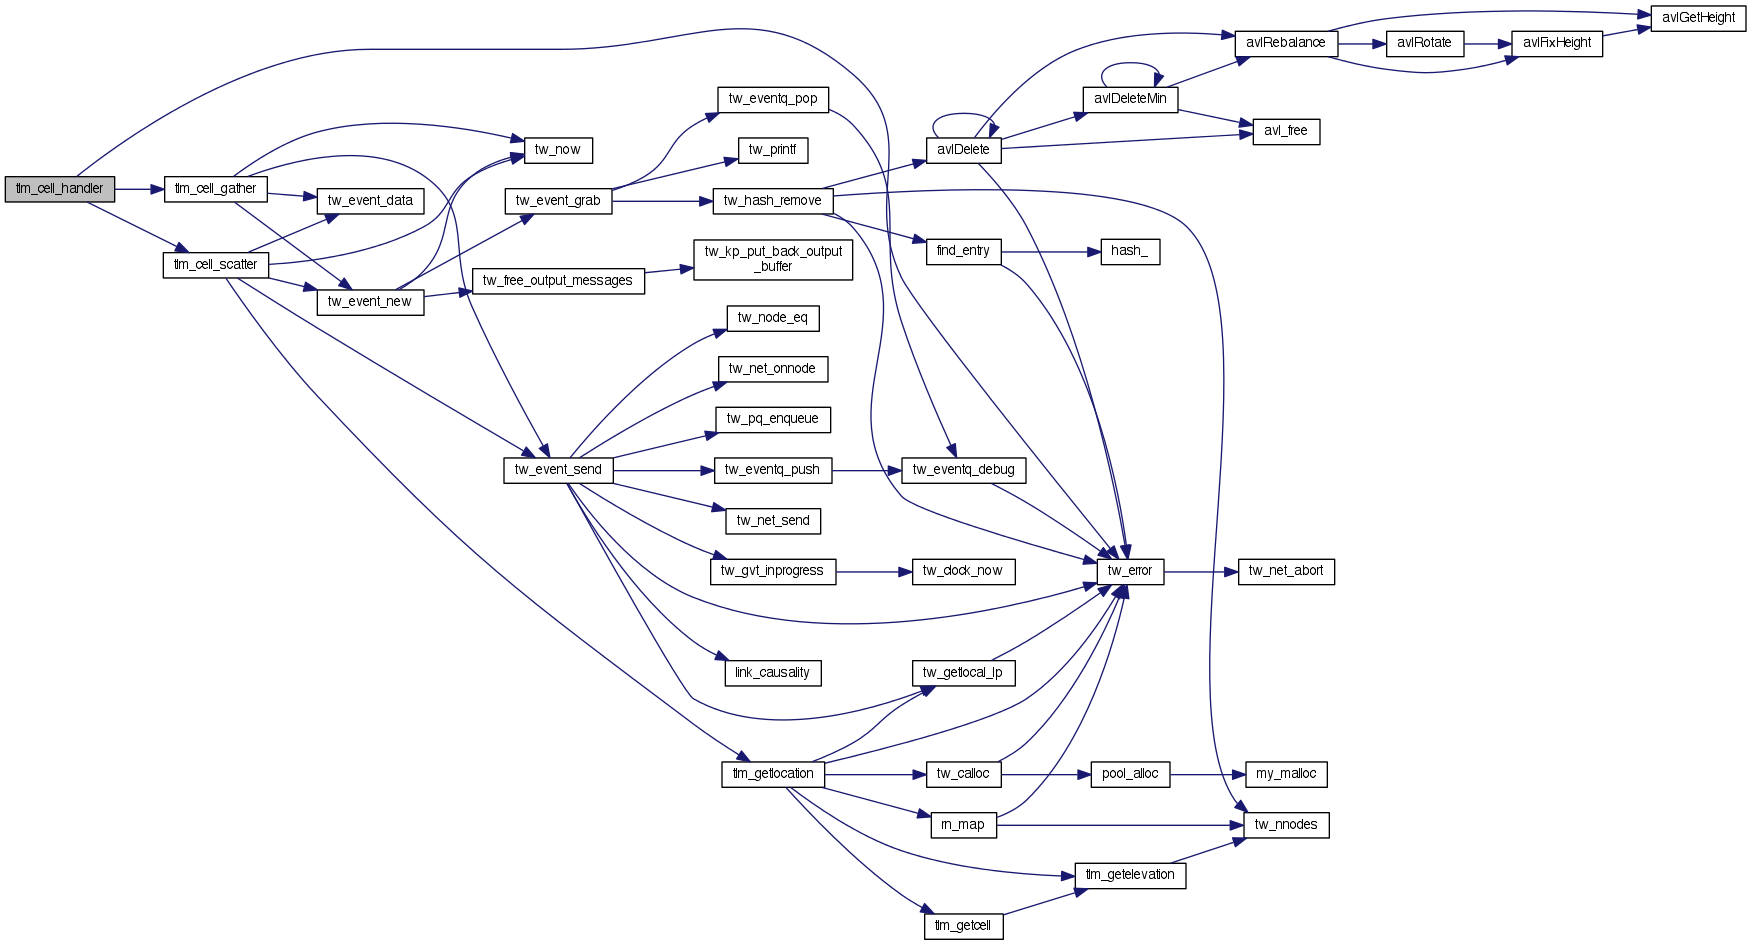 tlm_cell_handler
tlm_cell_gather
tlm_cell_scatter
tw_event_data
tw_event_new
tw_now
tw_event_grab
tw_free_output_messages
tw_event_send
tw_eventq_pop
tw_printf
tw_hash_remove
tw_kp_put_back_output
_buffer
tw_node_eq
tw_net_onnode
tw_pq_enqueue
tw_eventq_push
tw_net_send
tw_gvt_inprogress
link_causality
tlm_getlocation
avlDelete
find_entry
tw_eventq_debug
tw_clock_now
tw_getlocal_lp
tw_calloc
rn_map
tlm_getcell
avlDeleteMin
hash_
tw_error
pool_alloc
tlm_getelevation
avlRebalance
avl_free
tw_net_abort
my_malloc
tw_nnodes
avlRotate
avlFixHeight
avlGetHeight